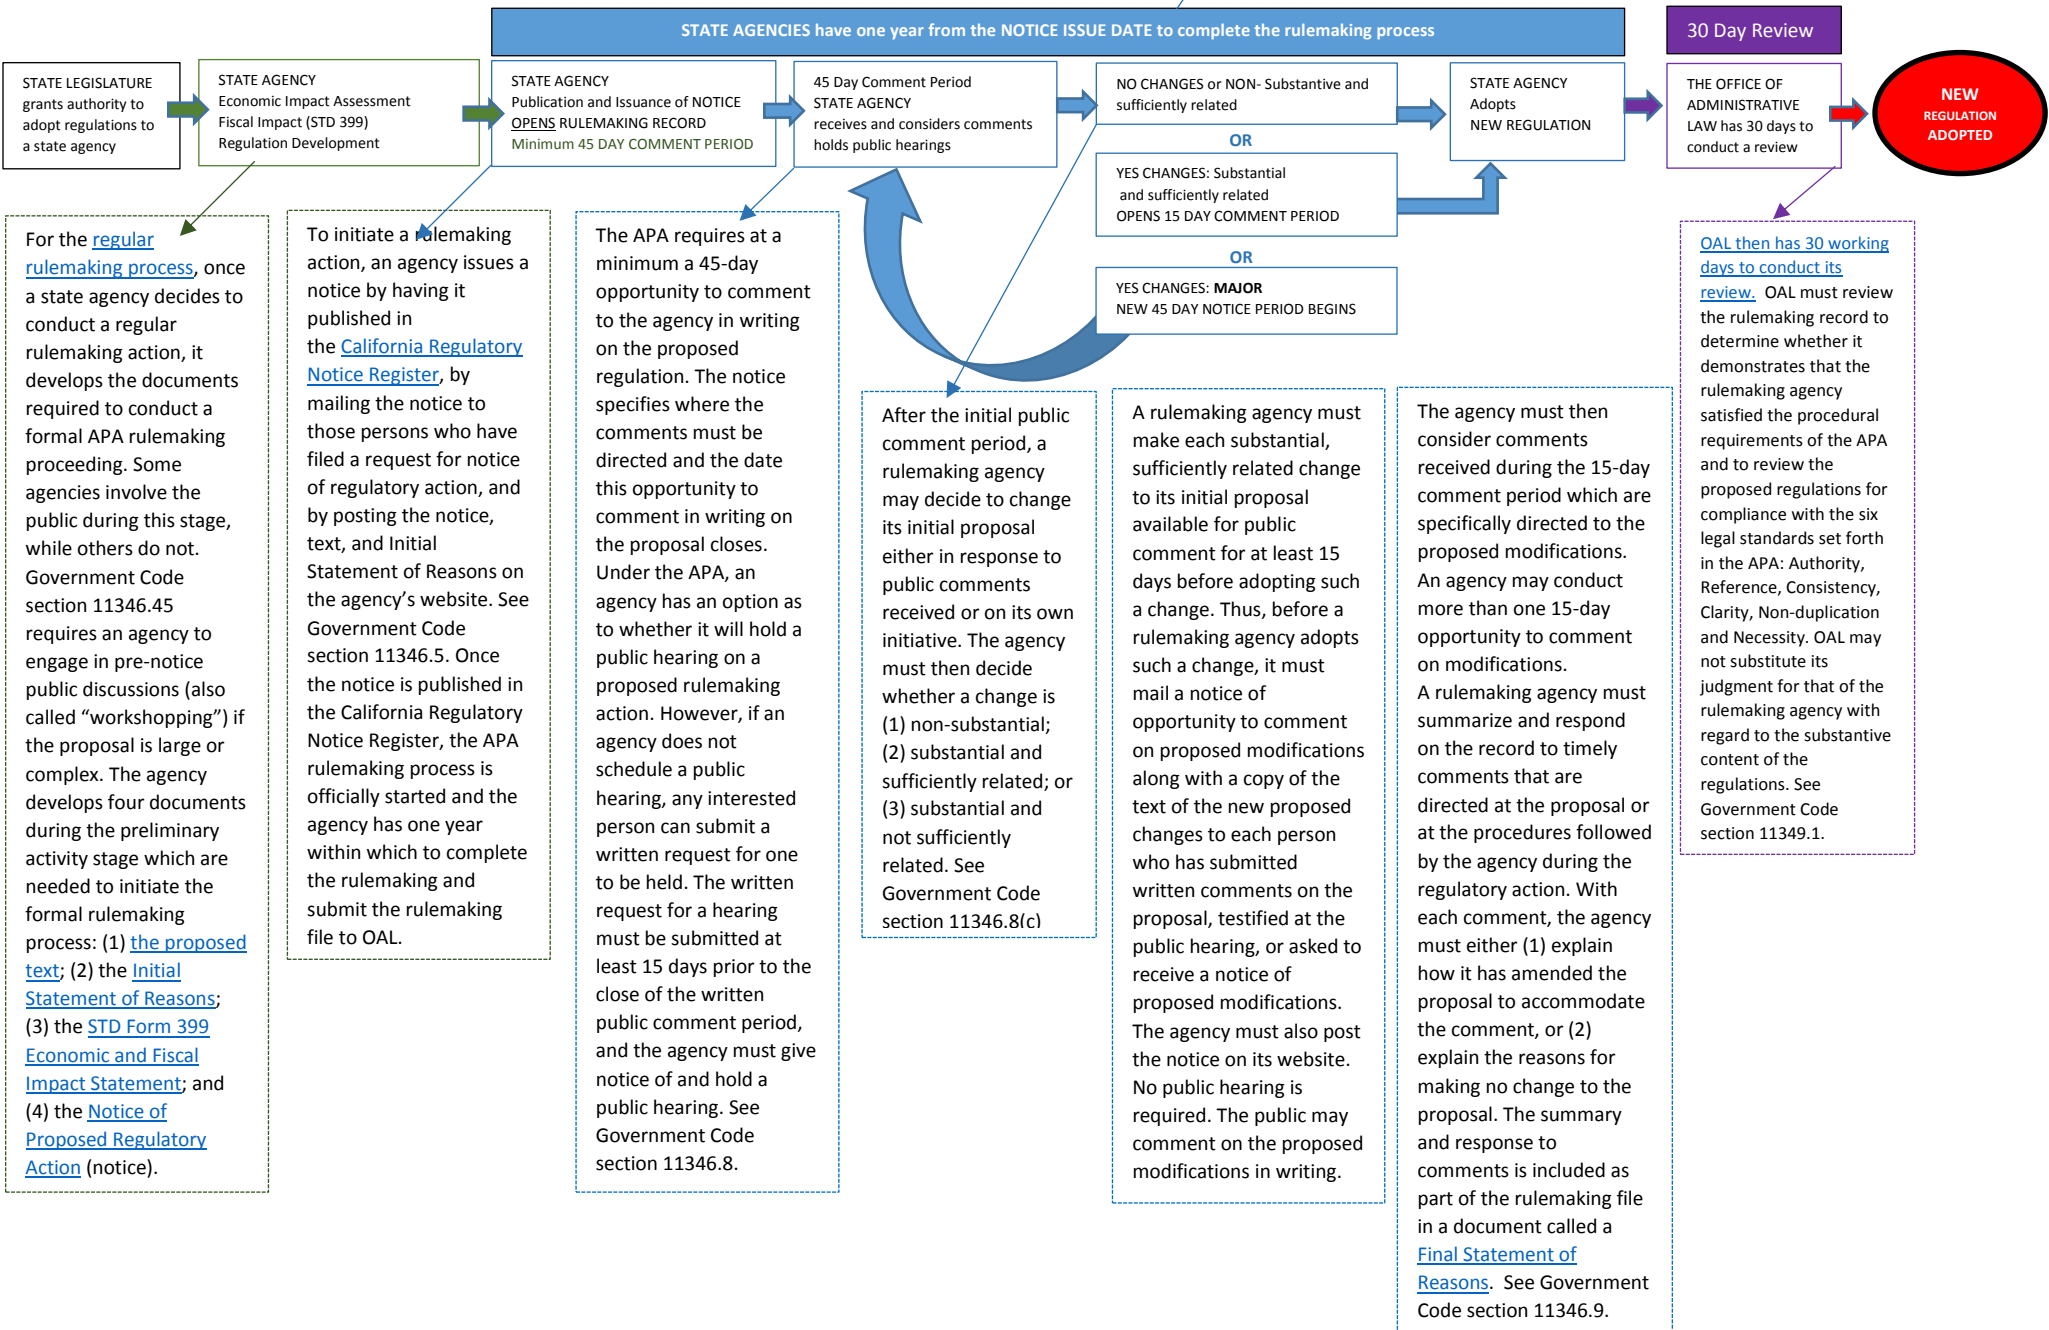 STATE AGENCIES have one year from the NOTICE ISSUE DATE to complete the rulemaking process
30 Day Review
STATE LEGISLATURE
grants authority to
adopt regulations to
a state agency
STATE AGENCY
Economic Impact Assessment
Fiscal Impact (STD 399)
Regulation Development
STATE AGENCY
Publication and Issuance of NOTICE
OPENS RULEMAKING RECORD
Minimum 45 DAY COMMENT PERIOD
45 Day Comment Period
STATE AGENCY
receives and considers comments
holds public hearings
NO CHANGES or NON- Substantive and
sufficiently related
OR
YES CHANGES: Substantial
and sufficiently related
OPENS 15 DAY COMMENT PERIOD
OR
YES CHANGES: MAJOR
NEW 45 DAY NOTICE PERIOD BEGINS
STATE AGENCY
Adopts
NEW REGULATION
THE OFFICE OF
ADMINISTRATIVE
LAW has 30 days to
conduct a review
NEW
REGULATION
ADOPTED
For the regular
rulemaking process, once
a state agency decides to
conduct a regular
rulemaking action, it
develops the documents
required to conduct a
formal APA rulemaking
proceeding. Some
agencies involve the
public during this stage,
while others do not.
Government Code
section 11346.45
requires an agency to
engage in pre-notice
public discussions (also
called “workshopping”) if
the proposal is large or
complex. The agency
develops four documents
during the preliminary
activity stage which are
needed to initiate the
formal rulemaking
process: (1) the proposed
text; (2) the Initial
Statement of Reasons;
(3) the STD Form 399
Economic and Fiscal
Impact Statement; and
(4) the Notice of
Proposed Regulatory
Action (notice).
To initiate a rulemaking
action, an agency issues a
notice by having it
published in
the California Regulatory
Notice Register, by
mailing the notice to
those persons who have
filed a request for notice
of regulatory action, and
by posting the notice,
text, and Initial
Statement of Reasons on
the agency’s website. See
Government Code
section 11346.5. Once
the notice is published in
the California Regulatory
Notice Register, the APA
rulemaking process is
officially started and the
agency has one year
within which to complete
the rulemaking and
submit the rulemaking
file to OAL.
The APA requires at a
minimum a 45-day
opportunity to comment
to the agency in writing
on the proposed
regulation. The notice
specifies where the
comments must be
directed and the date
this opportunity to
comment in writing on
the proposal closes.
Under the APA, an
agency has an option as
to whether it will hold a
public hearing on a
proposed rulemaking
action. However, if an
agency does not
schedule a public
hearing, any interested
person can submit a
written request for one
to be held. The written
request for a hearing
must be submitted at
least 15 days prior to the
close of the written
public comment period,
and the agency must give
notice of and hold a
public hearing. See
Government Code
section 11346.8.
After the initial public
comment period, a
rulemaking agency
may decide to change
its initial proposal
either in response to
public comments
received or on its own
initiative. The agency
must then decide
whether a change is
(1) non-substantial;
(2) substantial and
sufficiently related; or
(3) substantial and
not sufficiently
related. See
Government Code
section 11346.8(c)
A rulemaking agency must
make each substantial,
sufficiently related change
to its initial proposal
available for public
comment for at least 15
days before adopting such
a change. Thus, before a
rulemaking agency adopts
such a change, it must
mail a notice of
opportunity to comment
on proposed modifications
along with a copy of the
text of the new proposed
changes to each person
who has submitted
written comments on the
proposal, testified at the
public hearing, or asked to
receive a notice of
proposed modifications.
The agency must also post
the notice on its website.
No public hearing is
required. The public may
comment on the proposed
modifications in writing.
The agency must then
consider comments
received during the 15-day
comment period which are
specifically directed to the
proposed modifications.
An agency may conduct
more than one 15-day
opportunity to comment
on modifications.
A rulemaking agency must
summarize and respond
on the record to timely
comments that are
directed at the proposal or
at the procedures followed
by the agency during the
regulatory action. With
each comment, the agency
must either (1) explain
how it has amended the
proposal to accommodate
the comment, or (2)
explain the reasons for
making no change to the
proposal. The summary
and response to
comments is included as
part of the rulemaking file
in a document called a
Final Statement of
Reasons. See Government
Code section 11346.9.
OAL then has 30 working
days to conduct its
review. OAL must review
the rulemaking record to
determine whether it
demonstrates that the
rulemaking agency
satisfied the procedural
requirements of the APA
and to review the
proposed regulations for
compliance with the six
legal standards set forth
in the APA: Authority,
Reference, Consistency,
Clarity, Non-duplication
and Necessity. OAL may
not substitute its
judgment for that of the
rulemaking agency with
regard to the substantive
content of the
regulations. See
Government Code
section 11349.1.